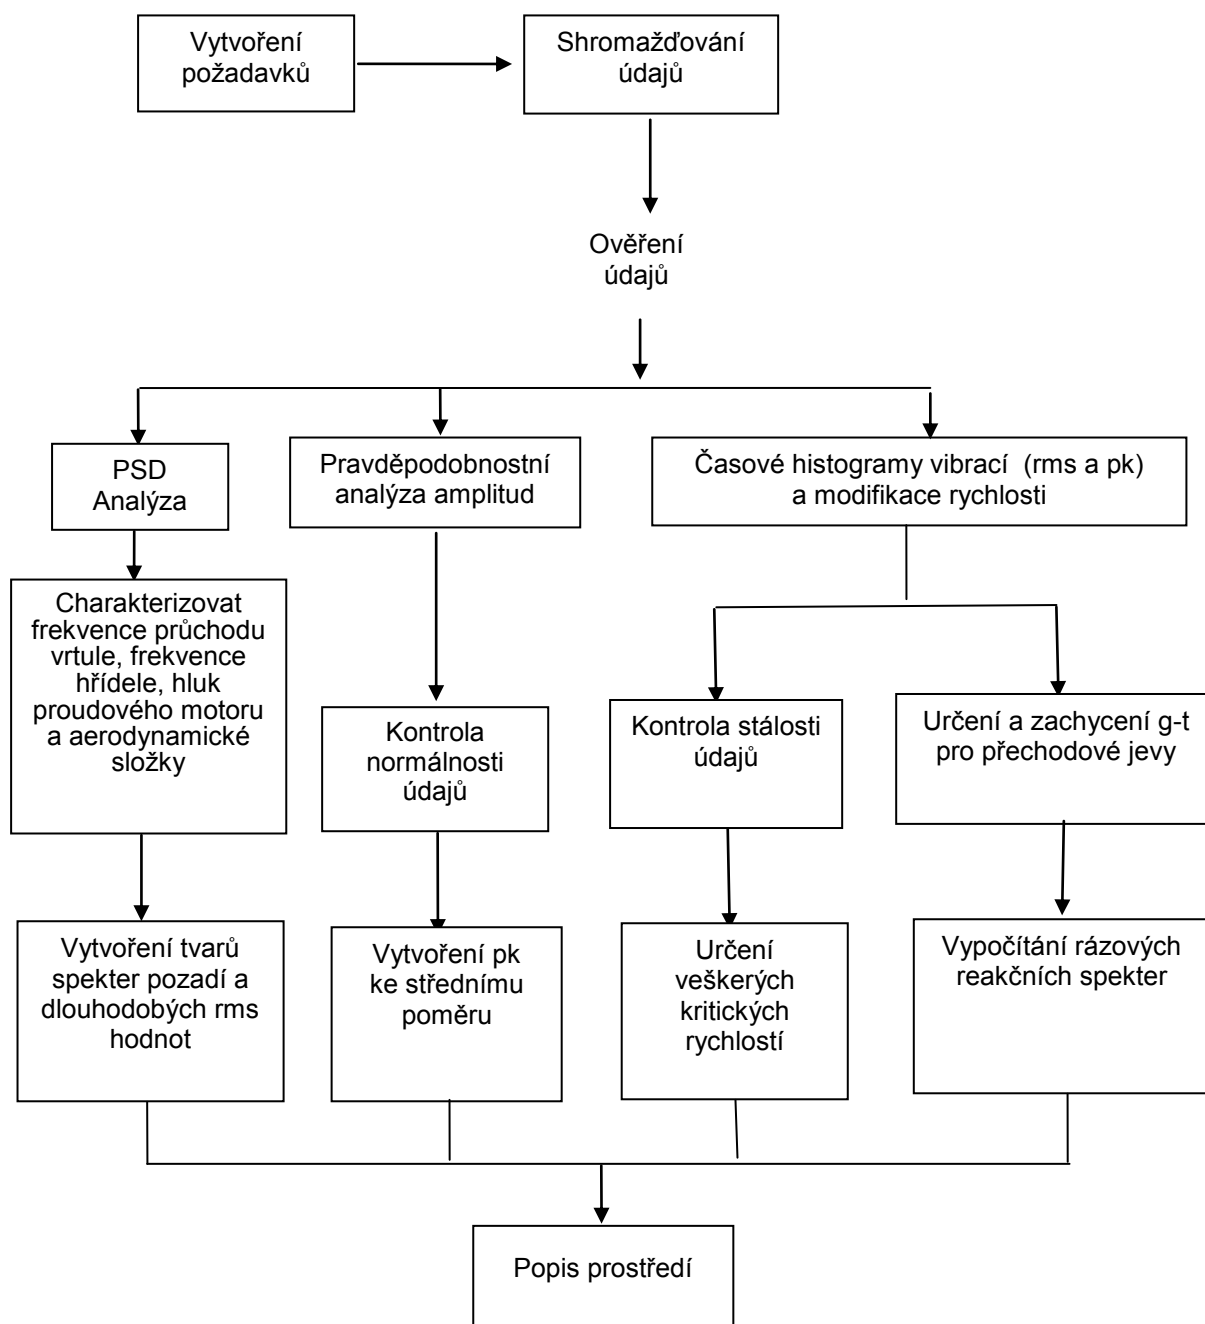 Vytvoření
požadavků
Shromažďování
údajů
Ověření
údajů
PSD
Analýza
Pravděpodobnostní
analýza amplitud
Časové histogramy vibrací (rms a pk)
a modifikace rychlosti
Charakterizovat
frekvence průchodu
vrtule, frekvence
hřídele, hluk
proudového motoru
a aerodynamické
složky
Kontrola
normálnosti
údajů
Kontrola stálosti
údajů
Určení a zachycení g-t
pro přechodové jevy
Vytvoření tvarů
spekter pozadí a
dlouhodobých rms
hodnot
Vytvoření pk
ke střednímu
poměru
Určení
veškerých
kritických
rychlostí
Vypočítání rázových
reakčních spekter
Popis prostředí